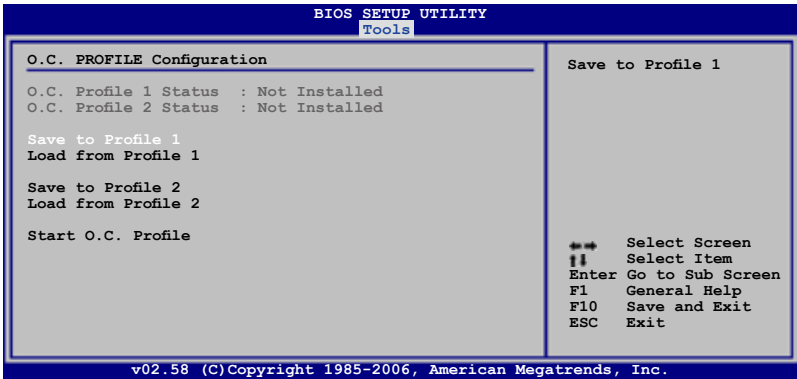 BIOS SETUP UTILITY
Tools
O.C. PROFILE Configuration
O.C. Profile 1 Status : Not Installed
O.C. Profile 2 Status : Not Installed
Save to Profile 1
Load from Profile 1
Save to Profile 2
Load from Profile 2
Start O.C. Profile
Save to Profile 1
Select Screen
Select Item
Enter Go to Sub Screen
F1 General Help
F10 Save and Exit
ESC Exit
v02.58 (C)Copyright 1985-2006, American Megatrends, Inc.